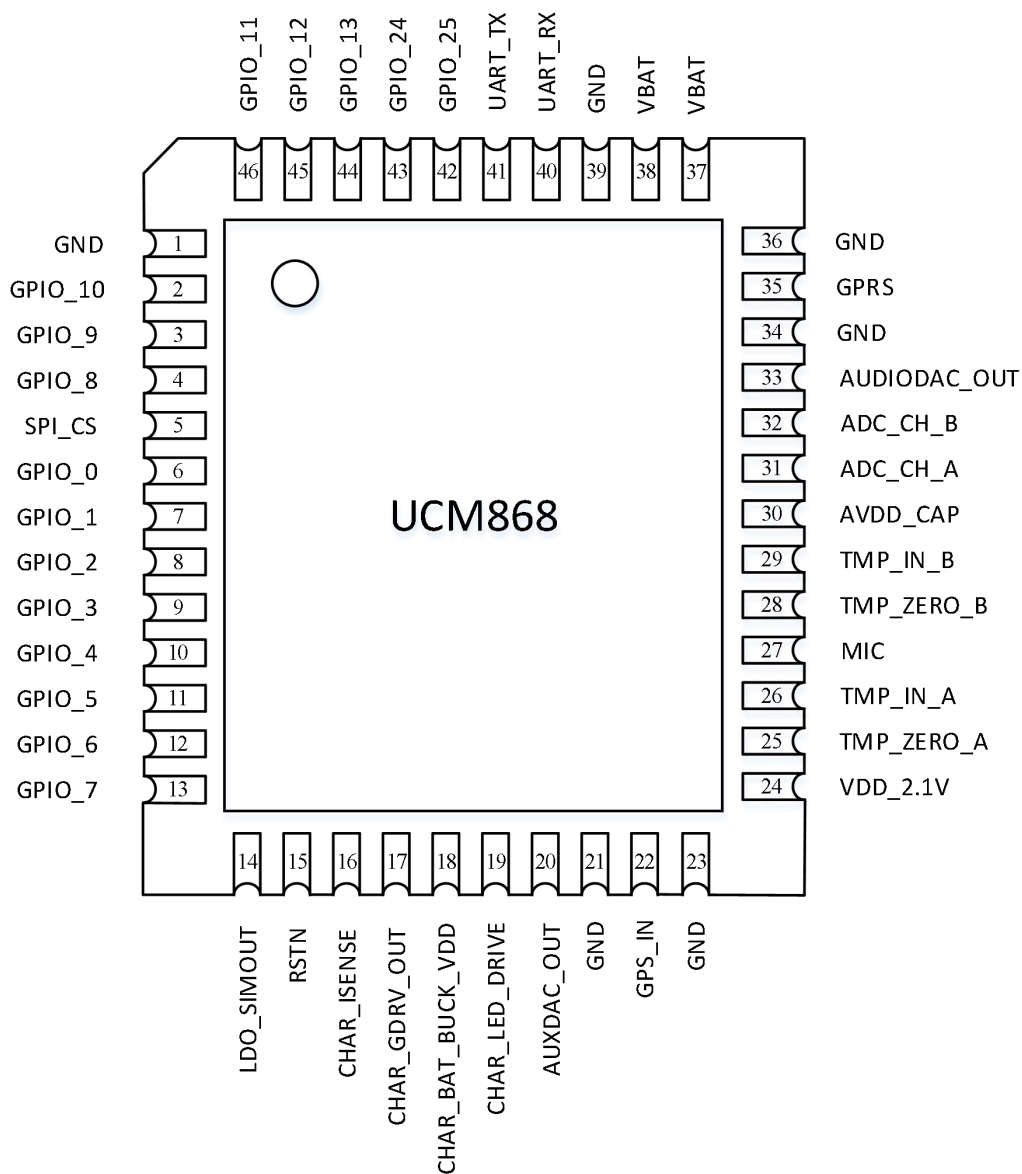 GPIO_11
GPIO_12
GPIO_13
GPIO_24
GPIO_25
UART_TX
UART_RX
GND
VBAT
VBAT
46
45
44
43
42
41
40
39
38
37
GND 1
GPIO_10 2
GPIO_9 3
GPIO_8 4
SPI_CS 5
GPIO_0 6
GPIO_1 7
GPIO_2 8
GPIO_3 9
GPIO_4 10
GPIO_5 11
GPIO_6 12
GPIO_7 13
UCM868
36 GND
35 GPRS
34 GND
33 AUDIODAC_OUT
32 ADC_CH_B
31 ADC_CH_A
30 AVDD_CAP
29 TMP_IN_B
28 TMP_ZERO_B
27 MIC
26 TMP_IN_A
25 TMP_ZERO_A
24 VDD_2.1V
14
15
16
17
18
19
20
21
22
23
LDO_SIMOUT
RSTN
CHAR_ISENSE
CHAR_GDRV_OUT
CHAR_BAT_BUCK_VDD
CHAR_LED_DRIVE
AUXDAC_OUT
GND
GPS_IN
GND